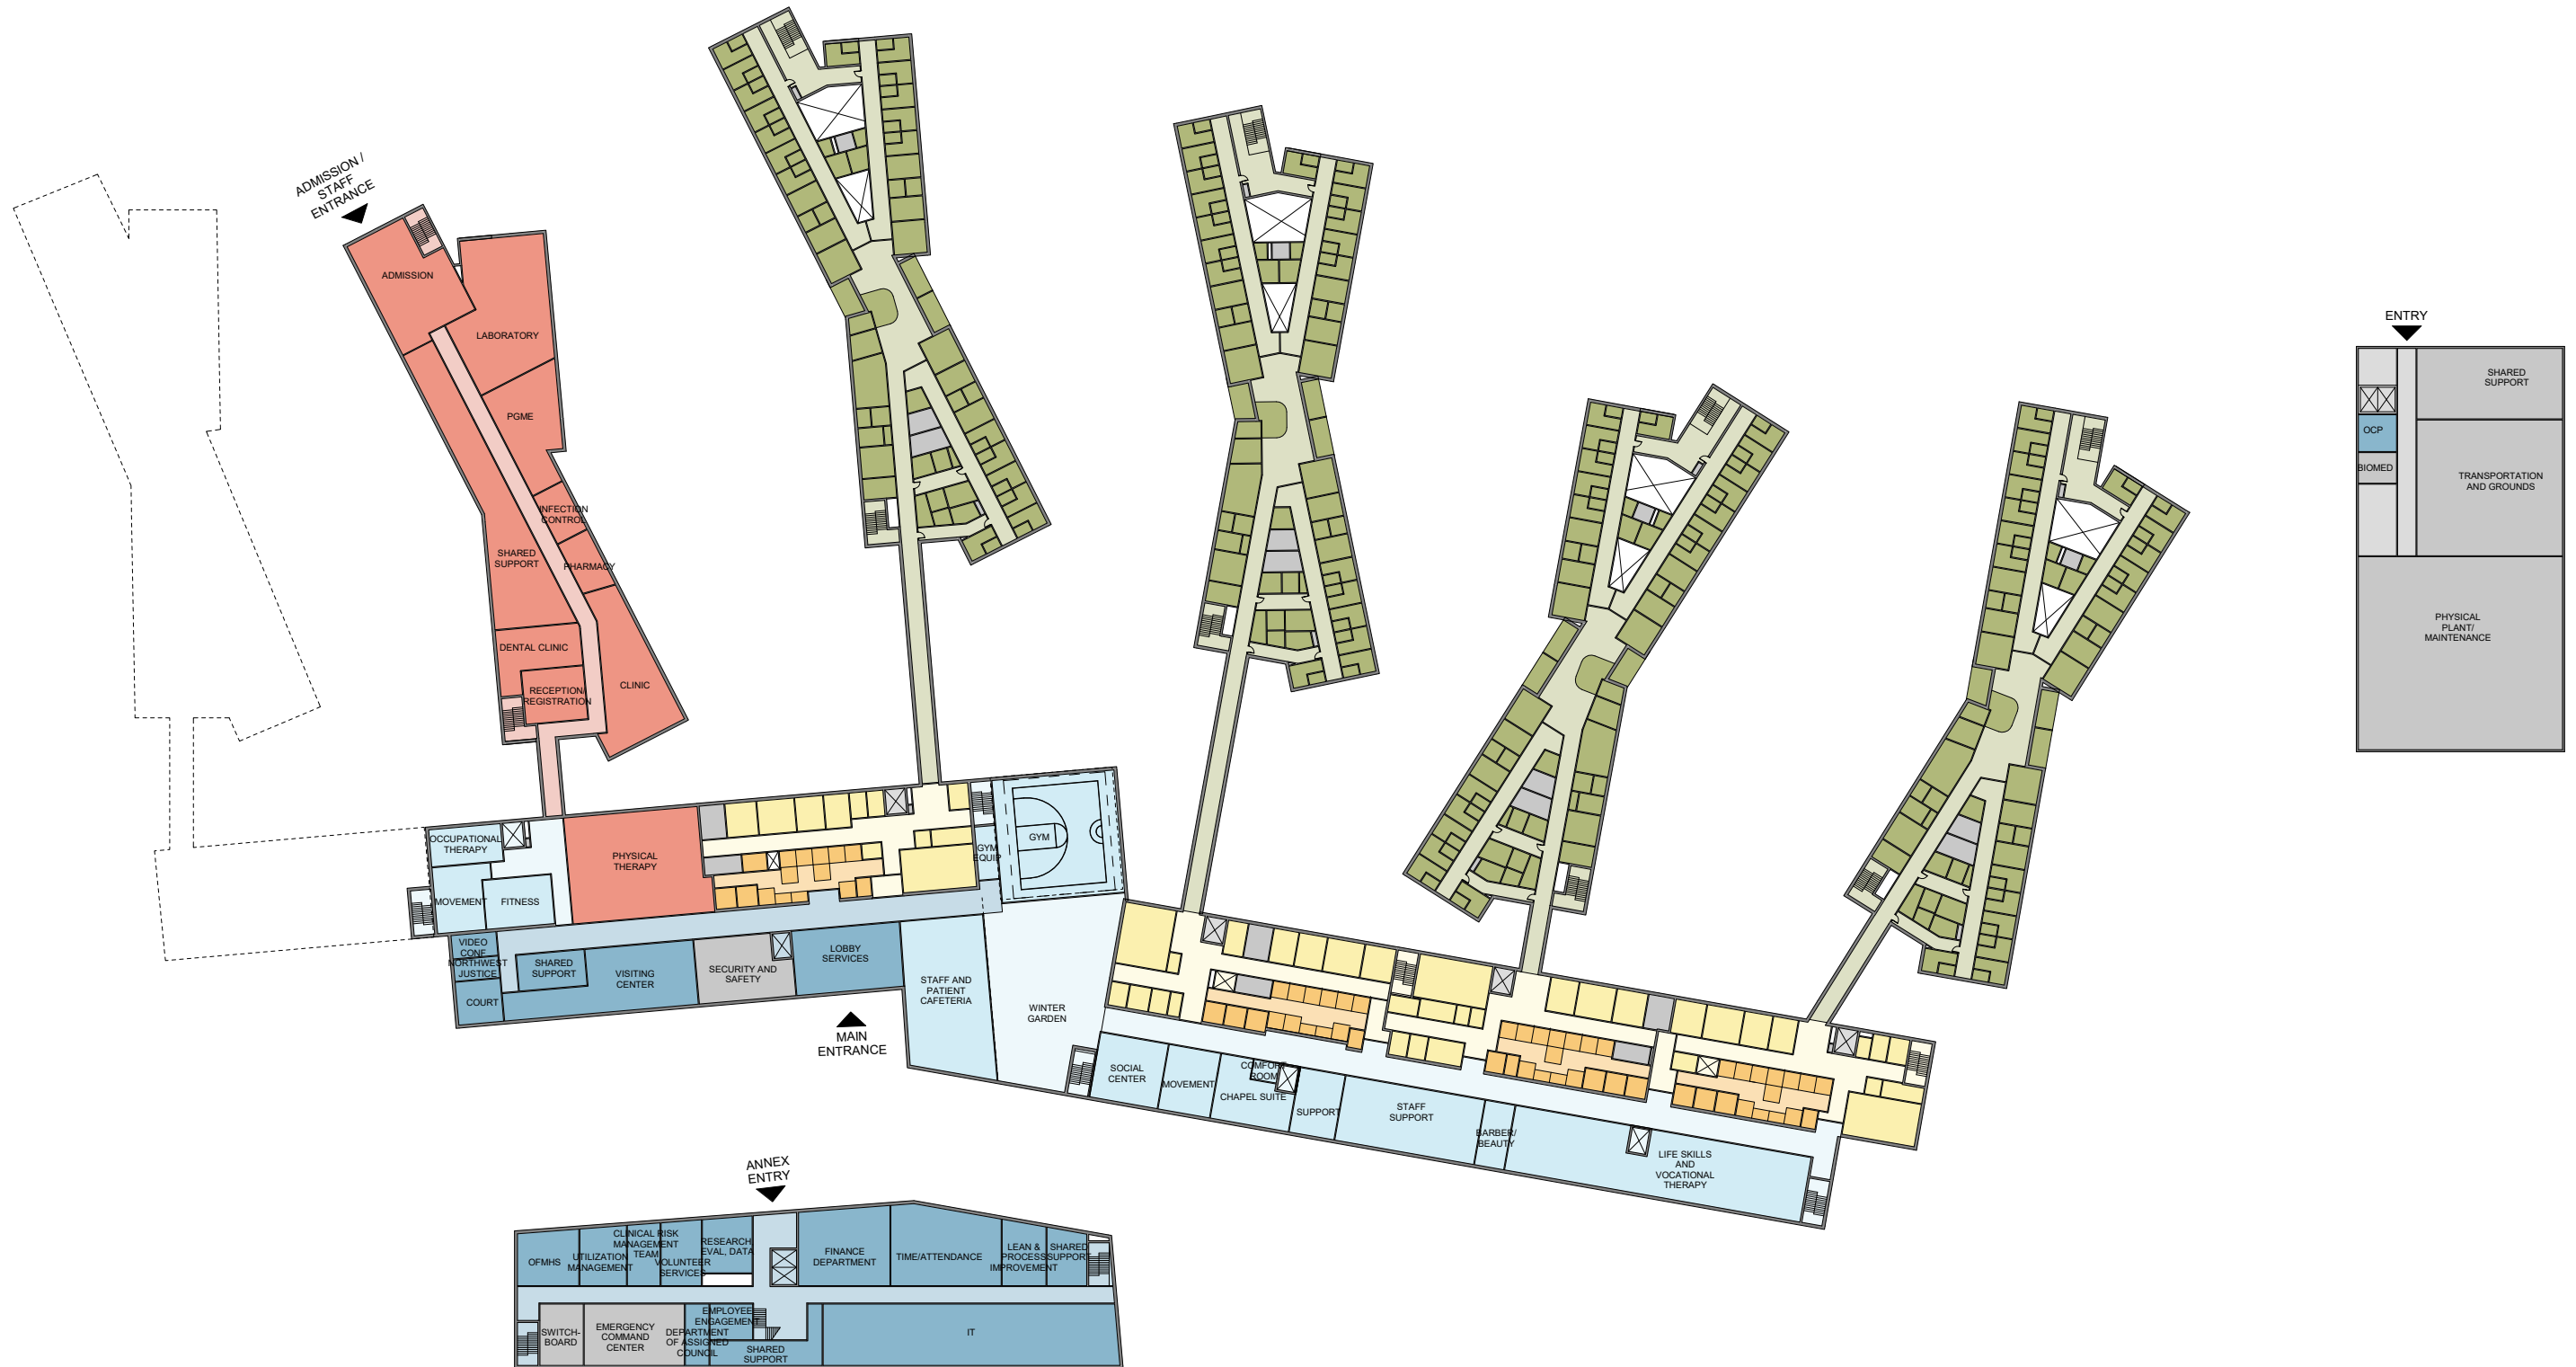 ADMISSION /
STAFF
ENTRANCE
ADMISSION
LABORATORY
PGME
INFECTION
CONTROL
SHARED
SUPPORT
PHARMACY
DENTAL CLINIC
RECEPTION/
REGISTRATION
CLINIC
ENTRY
SHARED
SUPPORT
OCP
BIOMED
TRANSPORTATION
AND GROUNDS
PHYSICAL
PLANT/
MAINTENANCE
OCCUPATIONAL
THERAPY
MOVEMENT
FITNESS
PHYSICAL
THERAPY
GYM
EQUIP
GYM
VIDEO
CONF
NORTHWEST
JUSTICE
COURT
SHARED
SUPPORT
VISITING
CENTER
SECURITY AND
SAFETY
LOBBY
SERVICES
STAFF AND
PATIENT
CAFETERIA
WINTER
GARDEN
MAIN
ENTRANCE
SOCIAL
CENTER
MOVEMENT
COMFORT
ROOM
CHAPEL SUITE
SUPPORT
STAFF
SUPPORT
BARBER/
BEAUTY
LIFE SKILLS
AND
VOCATIONAL
THERAPY
ANNEX
ENTRY
OFMHS
UTILIZATION
MANAGEMENT
CLINICAL RISK
MANAGEMENT
TEAM
VOLUNTEER
SERVICES
RESEARCH,
EVAL, DATA
FINANCE
DEPARTMENT
TIME/ATTENDANCE
LEAN &
PROCESS
IMPROVEMENT
SHARED
SUPPORT
SWITCH-
BOARD
EMERGENCY
COMMAND
CENTER
DEPARTMENT
OF ASSIGNED
COUNCIL
EMPLOYEE
ENGAGEMENT
SHARED
SUPPORT
IT